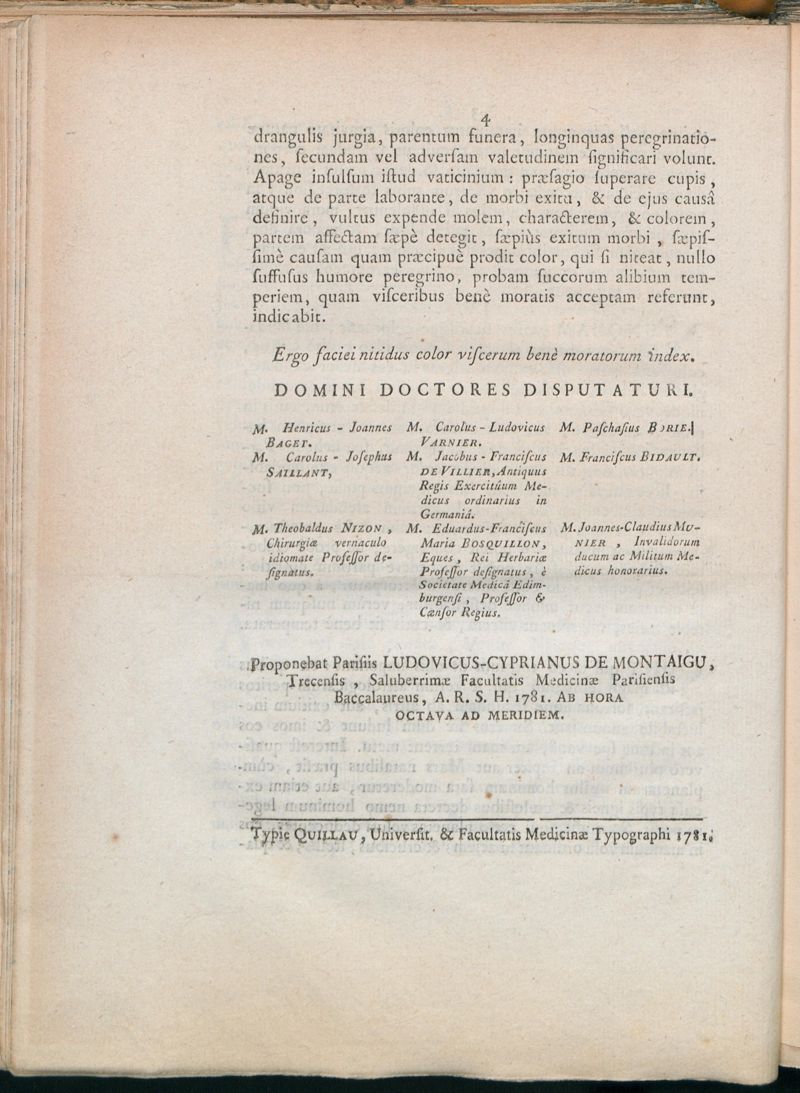 4
drangulis jurgia, parentum funera, longinquas peregrinatio-
nes, ſecundam vel adverſam valetudinem ſignificari volunt.
Apage inſulſum iſtud vaticinium : præſagio ſuperare cupis,
atque de parte laborante, de morbi exitu, & de ejus causâ
definire, vultus expende molem, characterem, & colorem,
partem affectam ſæpè detegit, ſæpiùs exitum morbi, ſæpiſ-
ſimè cauſam quam præcipuè prodit color, qui ſi niteat, nullo
ſuffuſus humore peregrino, probam ſuccorum alibium tem-
periem, quam viſceribus benè moratis acceptam referunt,
indicabit.
Ergo faciei nitidus color viſcerum benè moratorum index.
DOMINI DOCTORES DISPUTATURI.
M. Henricus - Joannes
BAGET.
M. Carolus - Joſephus
SAILLANT,
M. Theobaldus NIZON,
Chirurgiæ vernaculo
idiomate Profeſſor de-
ſignatus.
M. Carolus - Ludovicus
VARNIER.
M. Jacobus - Franciſcus
DE VILLIER, Antiquus
Regis Exercituum Me-
dicus ordinarius in
Germaniâ.
M. Eduardus-Franciſcus
Maria BOSQUILLON,
Eques, Rei Herbariæ
Profeſſor deſignatus, è
Societate Medicâ Edim-
burgenſi, Profeſſor &
Cænſor Regius.
M. Paſchaſius BORIE.
M. Franciſcus BIDAULT.
M. Joannes-Claudius MU-
NIER, Invalidorum
ducum ac Militum Me-
dicus honorarius.
Proponebat Pariſiis LUDOVICUS-CYPRIANUS DE MONTAIGU,
Trecenſis, Saluberrimæ Facultatis Medicinæ Pariſienſis
Baccalaureus, A. R. S. H. 1781. AB HORA
OCTAVA AD MERIDIEM.
Typis QUILLAU, Univerſit. & Facultatis Medicinæ Typographi 1781.